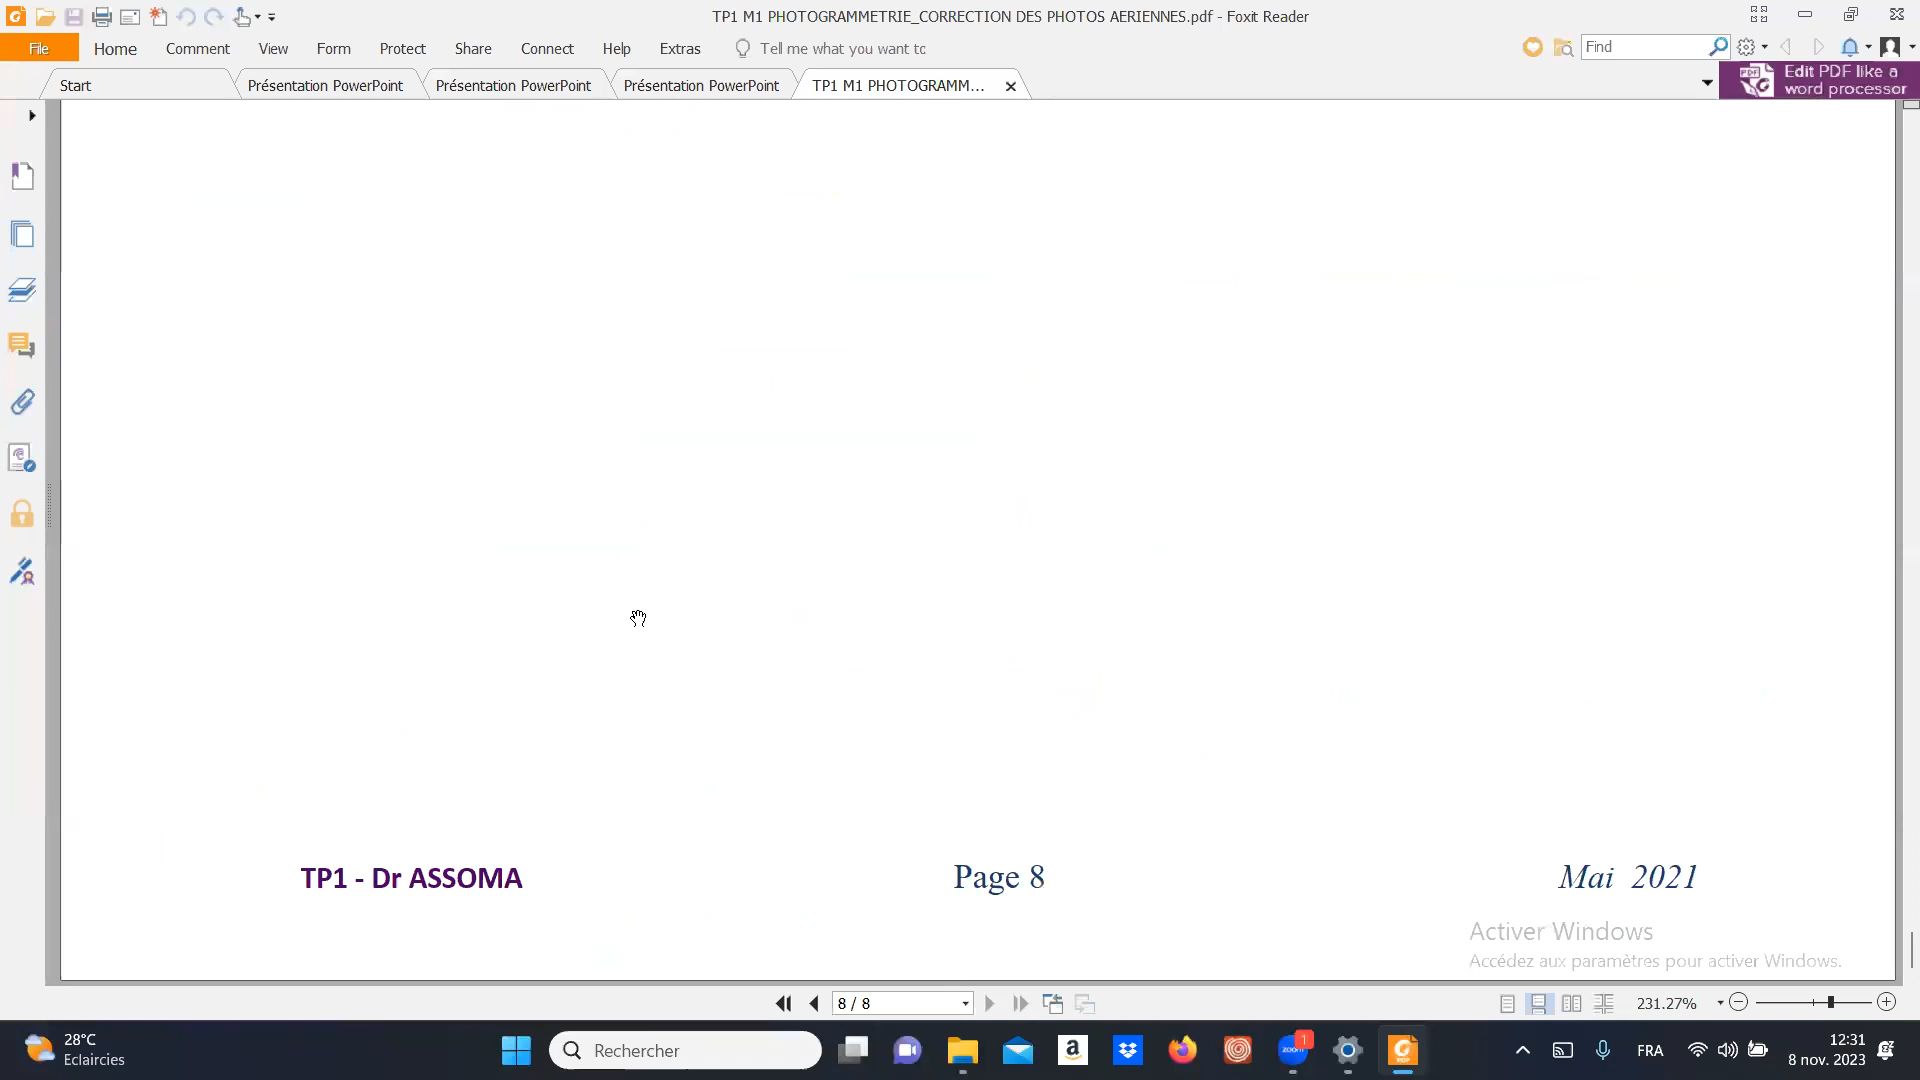 TP1 M1 PHOTOGRAMMETRIE_CORRECTION DES PHOTOS AERIENNES.pdf - Foxit Reader
File Home Comment View Form Protect Share Connect Help Extras Tell me what you want to Find
Start Présentation PowerPoint Présentation PowerPoint Présentation PowerPoint TP1 M1 PHOTOGRAMM... Edit PDF like a
word processor
TP1 - Dr ASSOMA Page 8 Mai 2021
Activer Windows
Accédez aux paramètres pour activer Windows.
8 / 8 231.27%
28°C
Eclaircies
Rechercher
zoom 1
FRA
12:31
8 nov. 2023